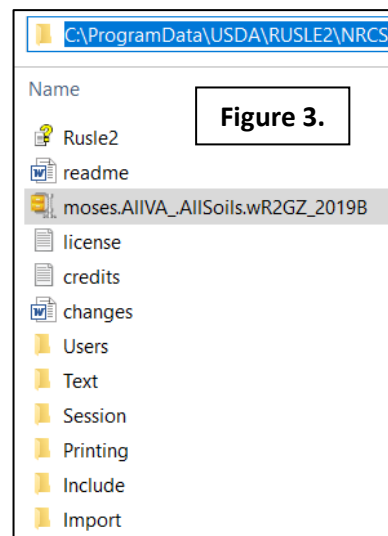 C:\ProgramData\USDA\RUSLE2\NRCS
Name
Figure 3.
Rusle2
readme
moses.AllVA_.AllSoils.wR2GZ_2019B
license
credits
changes
Users
Text
Session
Printing
Include
Import